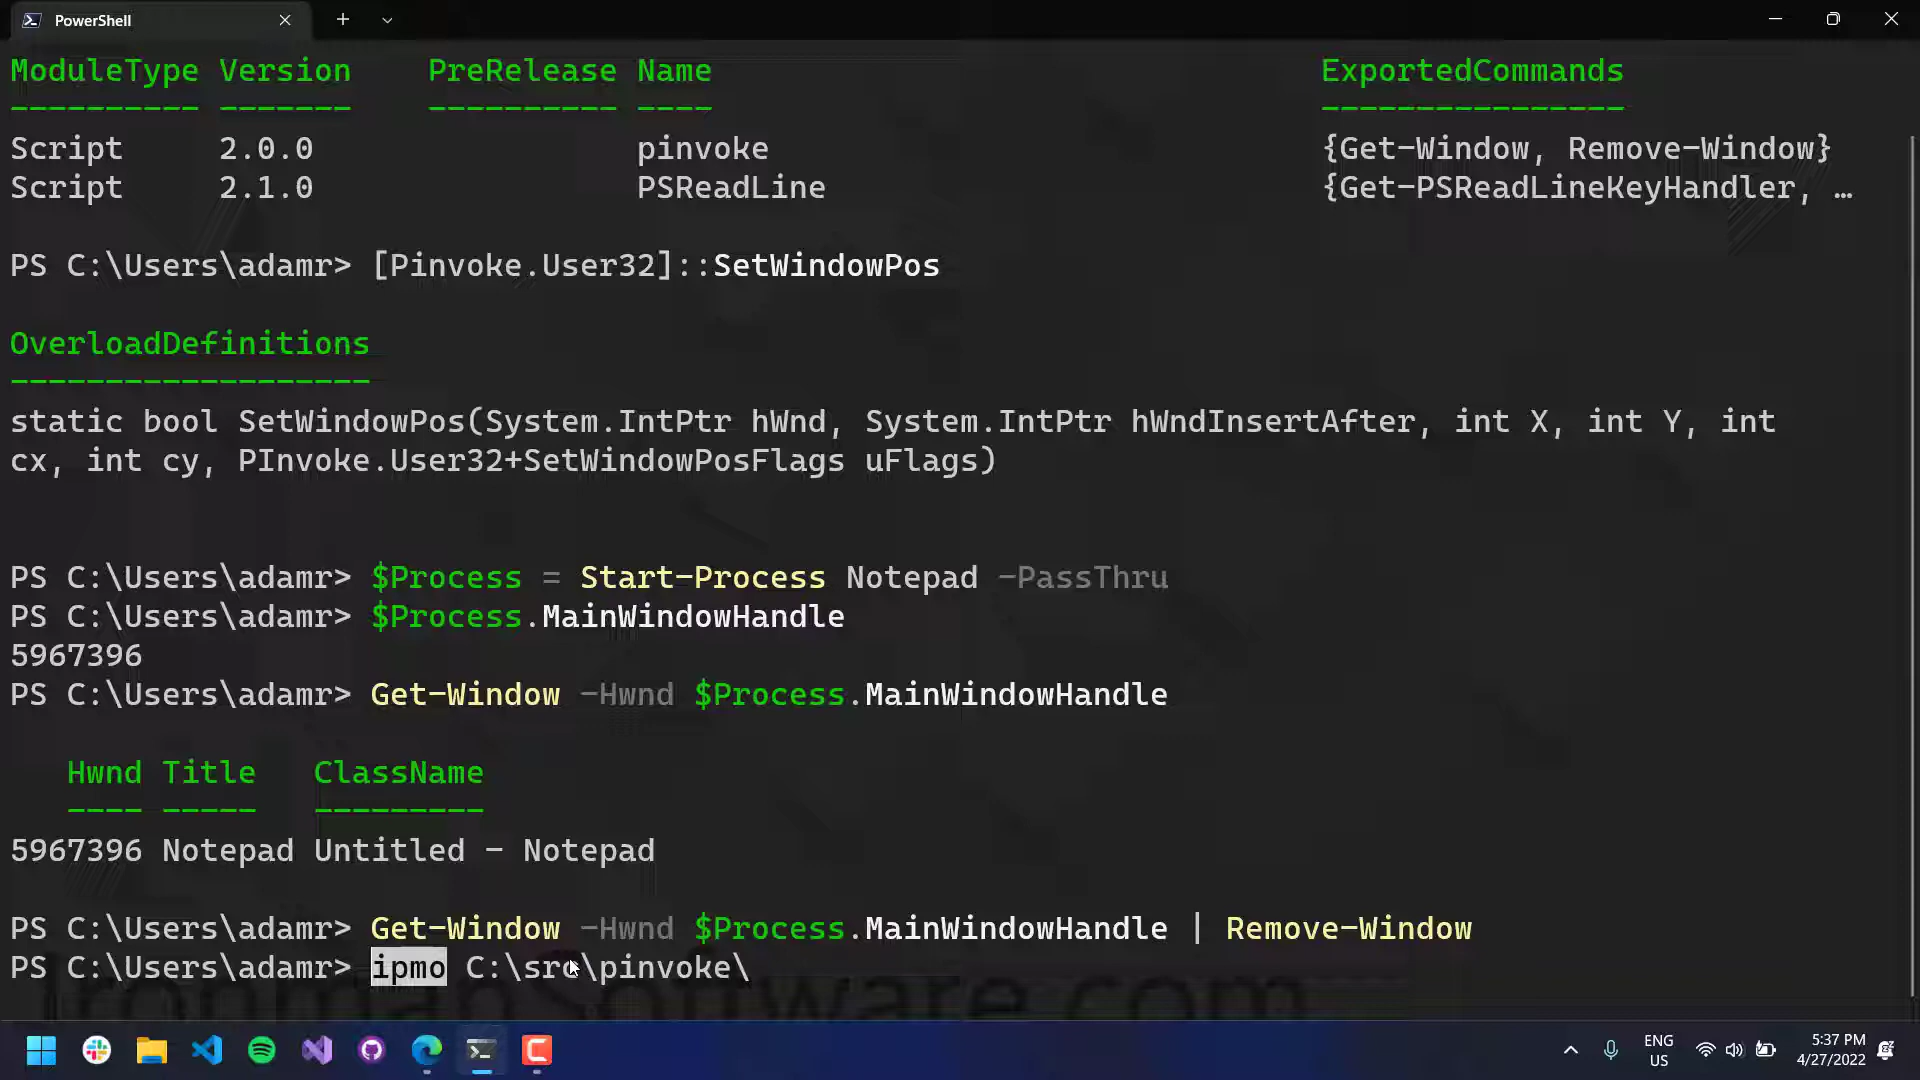 PowerShell
ModuleType Version    PreRelease Name                                ExportedCommands
---------- -------    ---------- ----                                ----------------
Script     2.0.0                 pinvoke                             {Get-Window, Remove-Window}
Script     2.1.0                 PSReadLine                          {Get-PSReadLineKeyHandler, …
PS C:\Users\adamr> [Pinvoke.User32]::SetWindowPos
OverloadDefinitions
-------------------
static bool SetWindowPos(System.IntPtr hWnd, System.IntPtr hWndInsertAfter, int X, int Y, int
cx, int cy, PInvoke.User32+SetWindowPosFlags uFlags)
PS C:\Users\adamr> $Process = Start-Process Notepad -PassThru
PS C:\Users\adamr> $Process.MainWindowHandle
5967396
PS C:\Users\adamr> Get-Window -Hwnd $Process.MainWindowHandle
   Hwnd Title   ClassName
   ---- -----   ---------
5967396 Notepad Untitled - Notepad
PS C:\Users\adamr> Get-Window -Hwnd $Process.MainWindowHandle | Remove-Window
PS C:\Users\adamr> ipmo C:\src\pinvoke\
IronmanSoftware.com
ENG
US
5:37 PM
4/27/2022